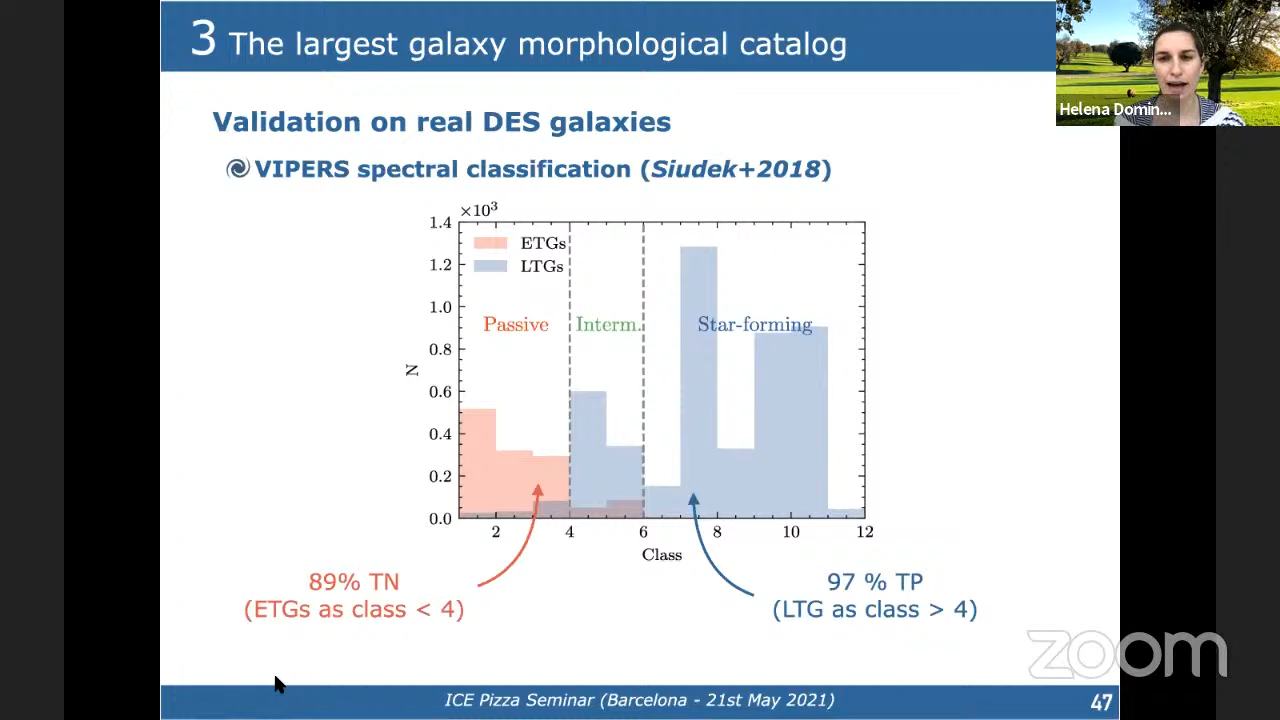 3 The largest galaxy morphological catalog
Helena Domin...
Validation on real DES galaxies
VIPERS spectral classification (Siudek+2018)
×10³
1.4
1.2
1.0
0.8
0.6
0.4
0.2
0.0
N
ETGs
LTGs
Passive
Interm.
Star-forming
2 4 6 8 10 12
Class
89% TN
(ETGs as class < 4)
97 % TP
(LTG as class > 4)
zoom
ICE Pizza Seminar (Barcelona - 21st May 2021)
47